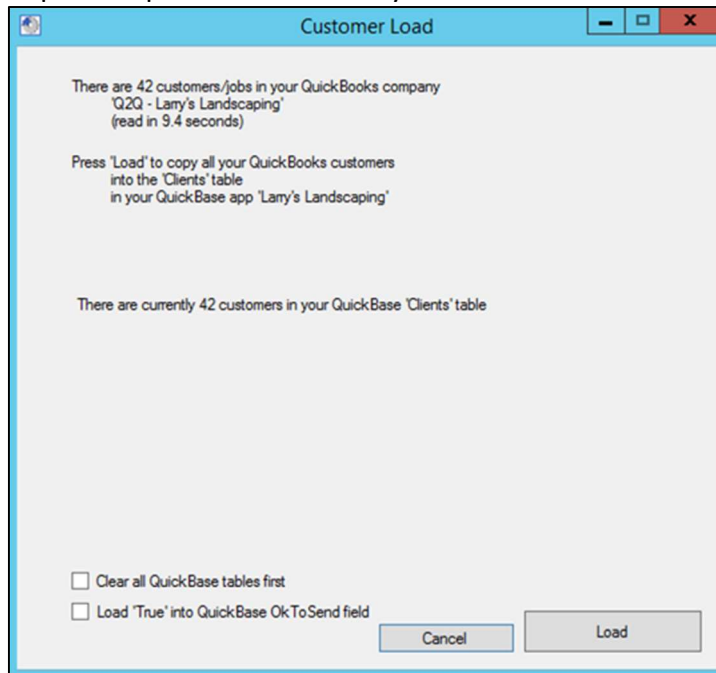 Customer Load
There are 42 customers/jobs in your QuickBooks company
'Q2Q - Larry's Landscaping'
(read in 9.4 seconds)
Press 'Load' to copy all your QuickBooks customers
into the 'Clients' table
in your QuickBase app 'Larry's Landscaping'
There are currently 42 customers in your QuickBase 'Clients' table
Clear all QuickBase tables first
Load 'True' into QuickBase OkToSend field
Cancel
Load